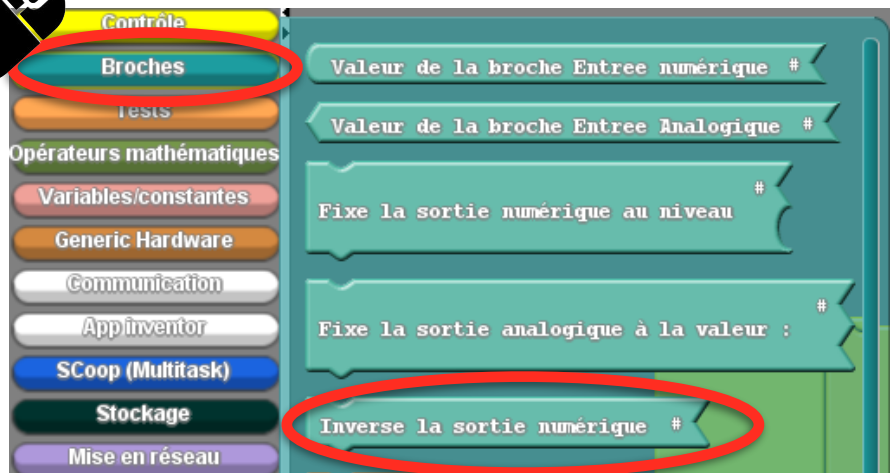 Contrôle
Broches
Tests
Opérateurs mathématiques
Variables/constantes
Generic Hardware
Communication
App inventor
SCoop (Multitask)
Stockage
Mise en réseau
Valeur de la broche Entree numérique #
Valeur de la broche Entree Analogique #
#
Fixe la sortie numérique au niveau
#
Fixe la sortie analogique à la valeur :
Inverse la sortie numérique #